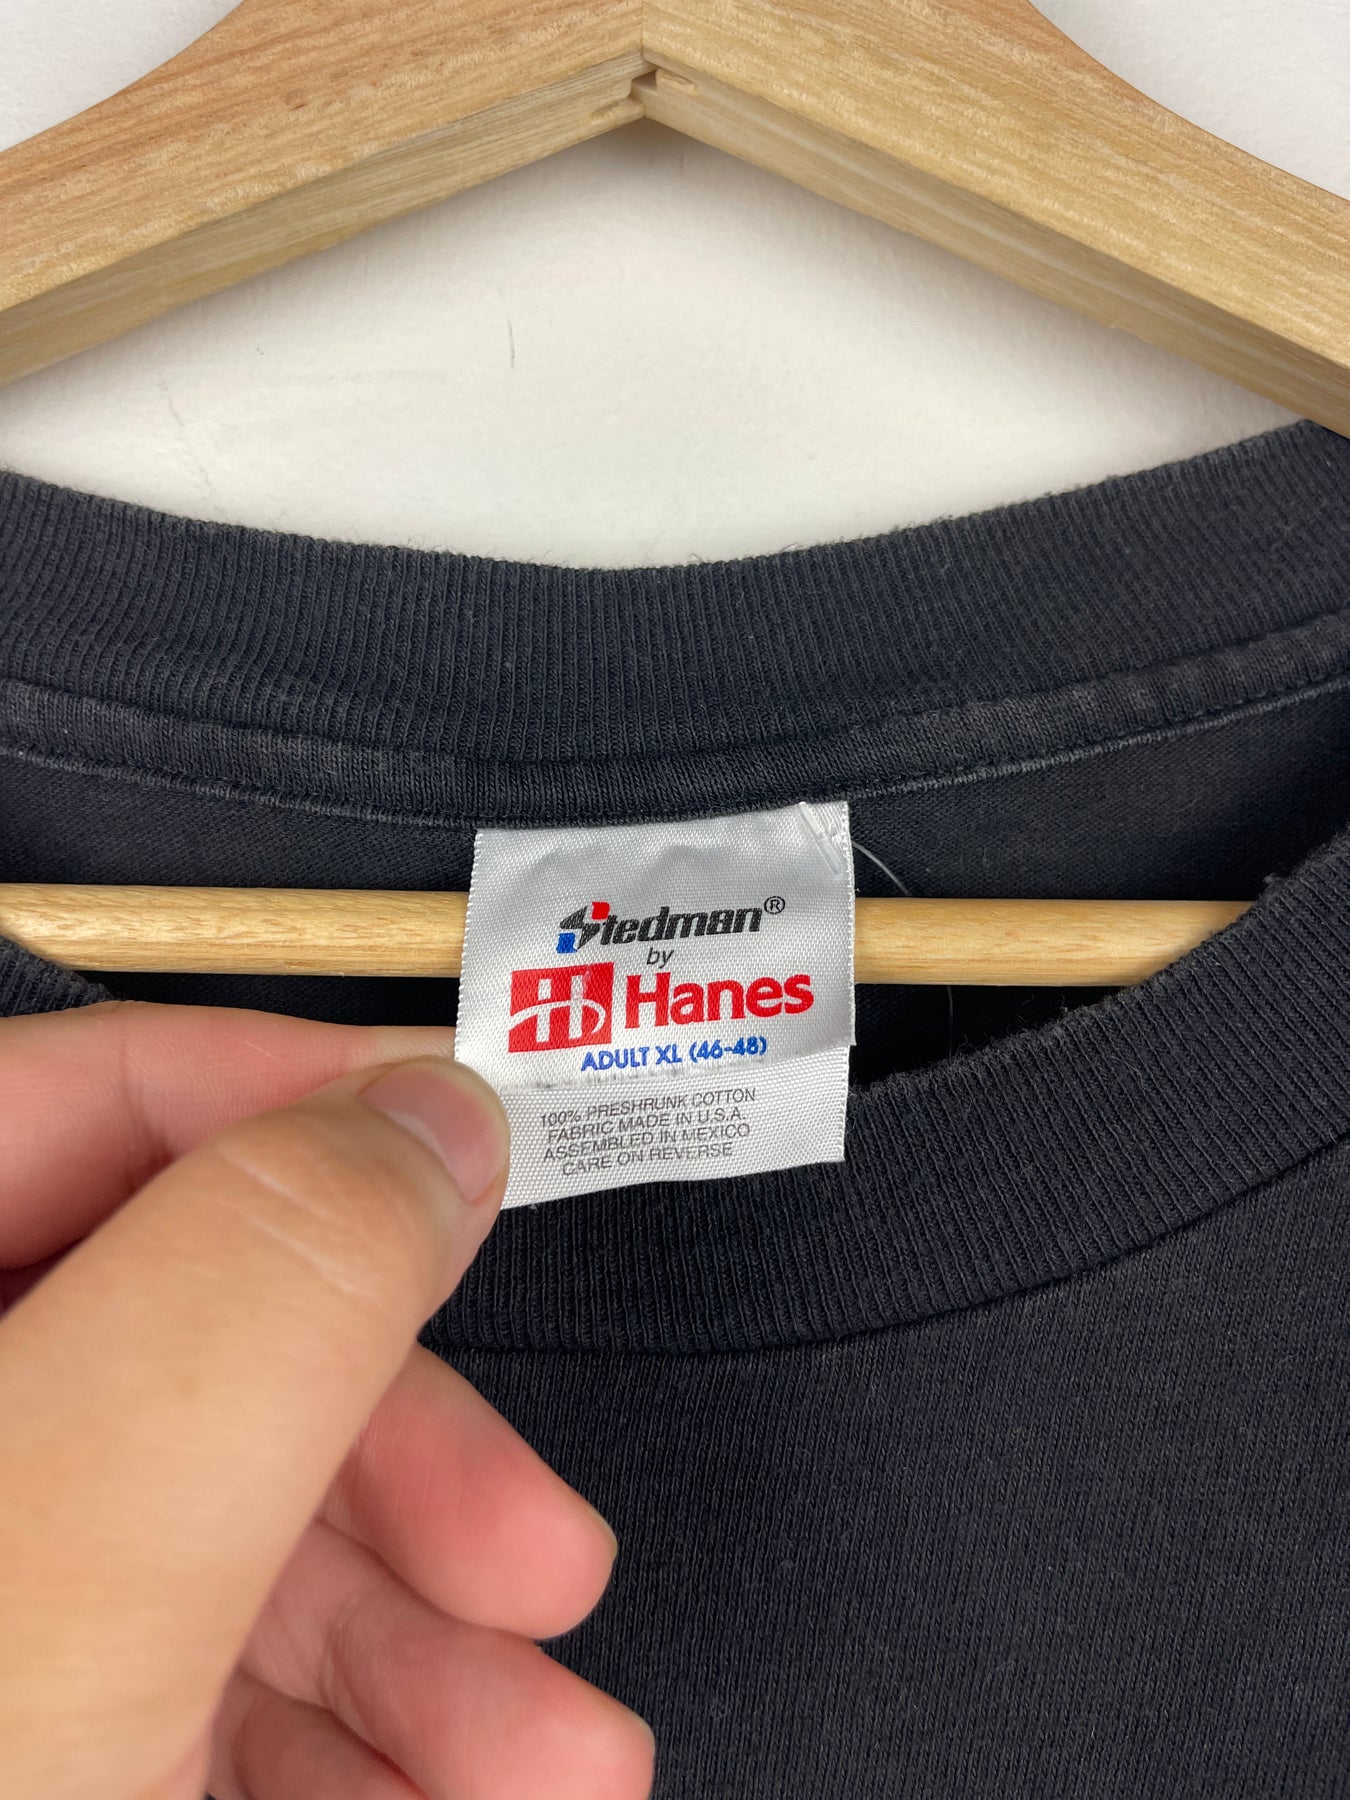 Stedman®
by
Hanes
ADULT XL (46-48)
100% PRESHRUNK COTTON
FABRIC MADE IN U.S.A.
ASSEMBLED IN MEXICO
CARE ON REVERSE